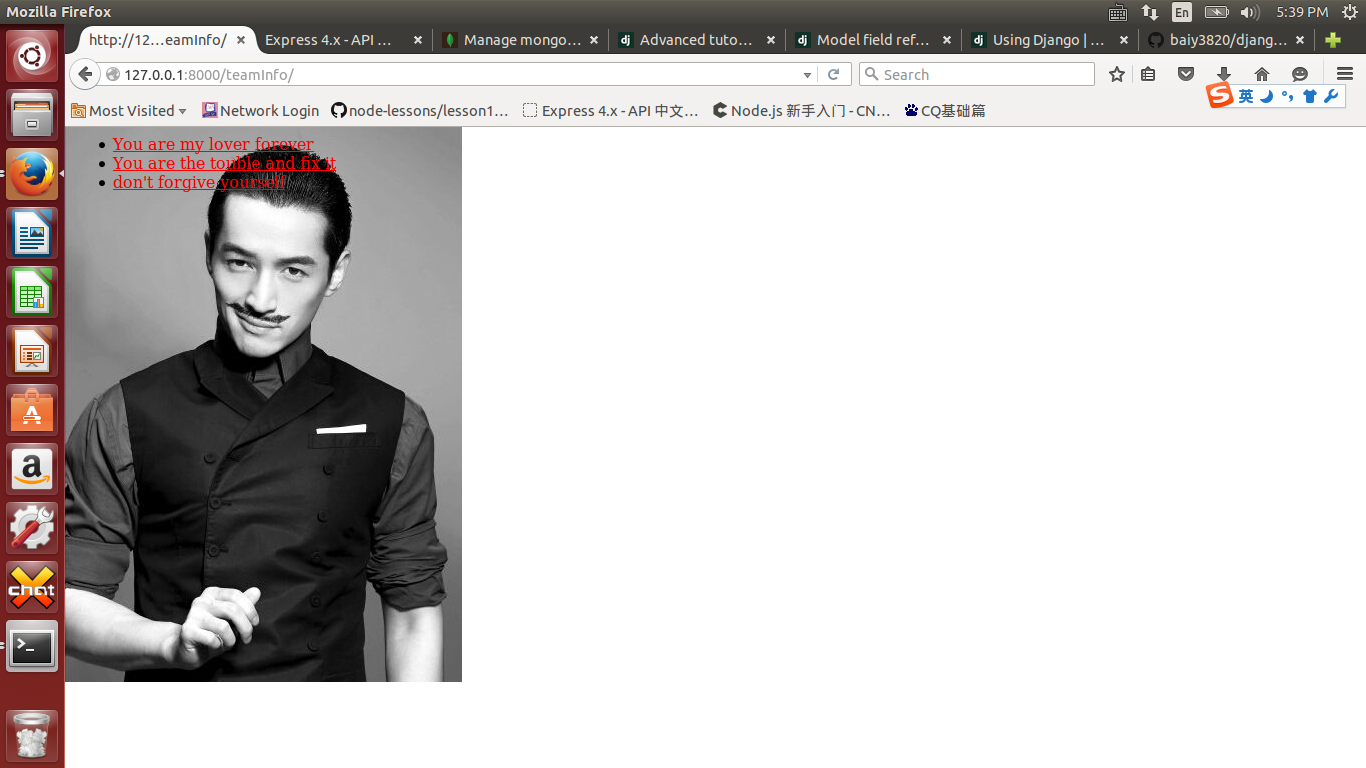 Mozilla Firefox
En
5:39 PM
http://12...eamInfo/
Express 4.x - API ...
Manage mongo...
dj
Advanced tuto...
dj
Model field ref...
dj
Using Django | ...
baiy3820/djang...
127.0.0.1:8000/teamInfo/
Search
S
英
Most Visited
Network Login
node-lessons/lesson1...
Express 4.x - API 中文...
Node.js 新手入门 - CN...
CQ基础篇
You are my lover forever
You are the touble and fix it
don't forgive yourself
A
a
X
chat
>_